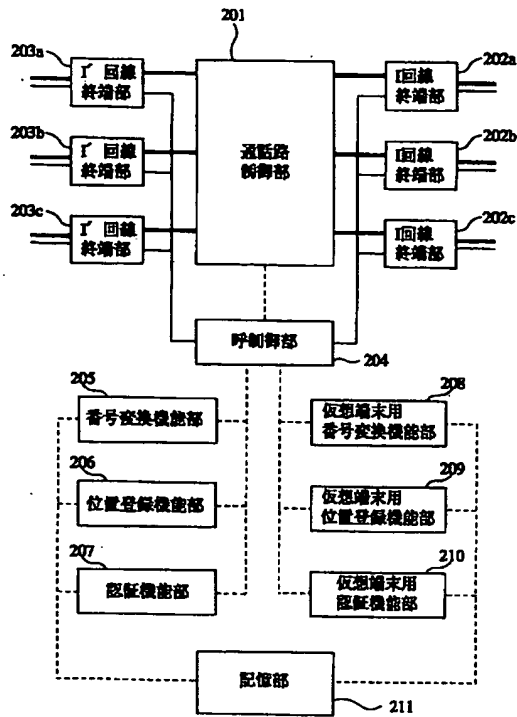 201
203a
I' 回線
終端部
203b
I' 回線
終端部
203c
I' 回線
終端部
通話路
制御部
202a
I回線
終端部
202b
I回線
終端部
202c
I回線
終端部
呼制御部
204
205
番号変換機能部
206
位置登録機能部
207
認証機能部
208
仮想端末用
番号変換機能部
209
仮想端末用
位置登録機能部
210
仮想端末用
認証機能部
記憶部
211